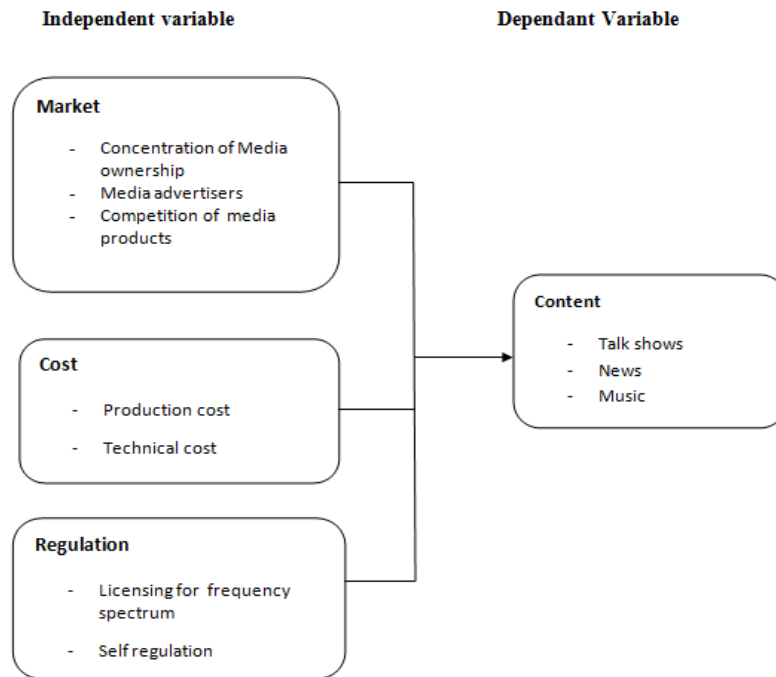 Independent variable
Dependant Variable
Market
- Concentration of Media
ownership
- Media advertisers
- Competition of media
products
Cost
- Production cost
- Technical cost
Regulation
- Licensing for frequency
spectrum
- Self regulation
Content
- Talk shows
- News
- Music